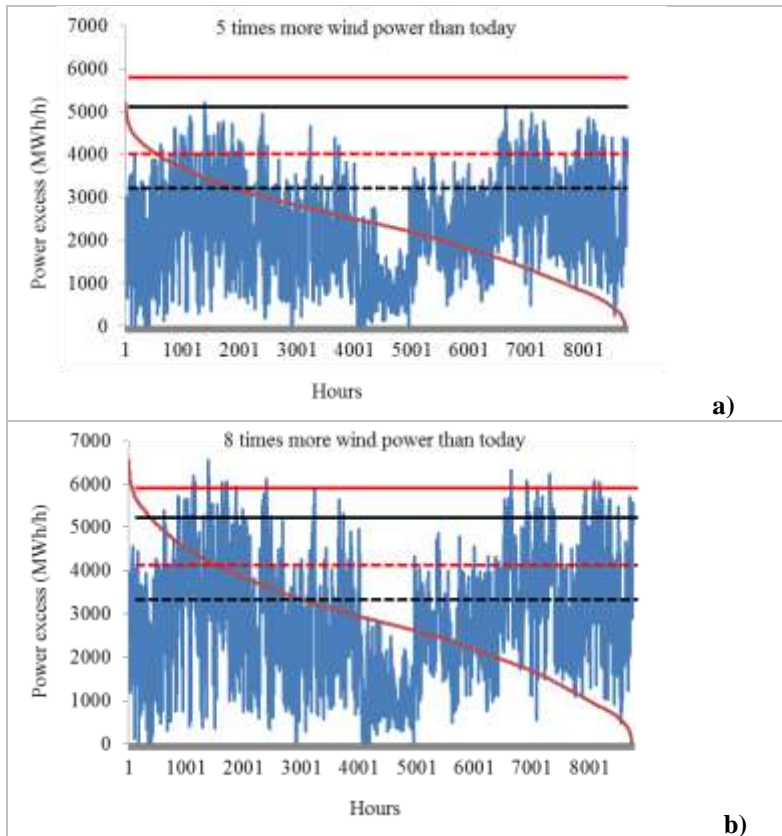 7000
5 times more wind power than today
6000
5000
4000
3000
2000
1000
0
Power excess (MWh/h)
1 1001 2001 3001 4001 5001 6001 7001 8001
Hours
a)
7000
8 times more wind power than today
6000
5000
4000
3000
2000
1000
0
Power excess (MWh/h)
1 1001 2001 3001 4001 5001 6001 7001 8001
Hours
b)